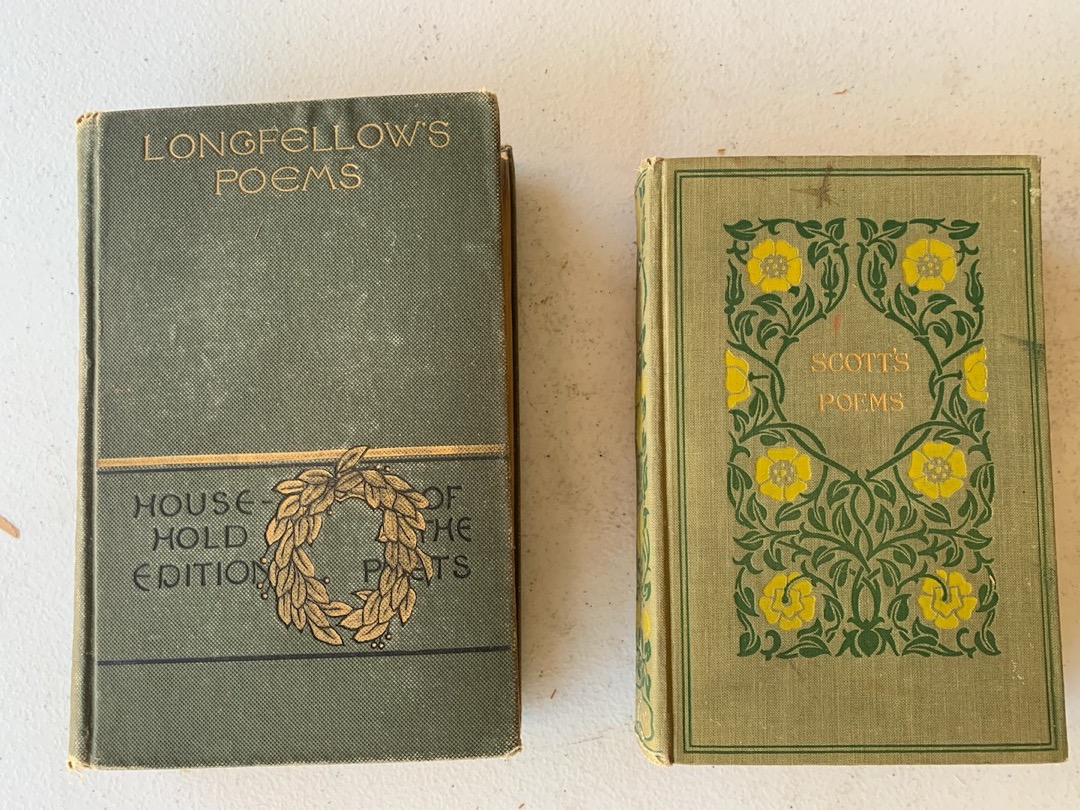 LONGFELLOW'S
POEMS
HOUSE- OF
HOLD THE
EDITION POETS
SCOTT'S
POEMS